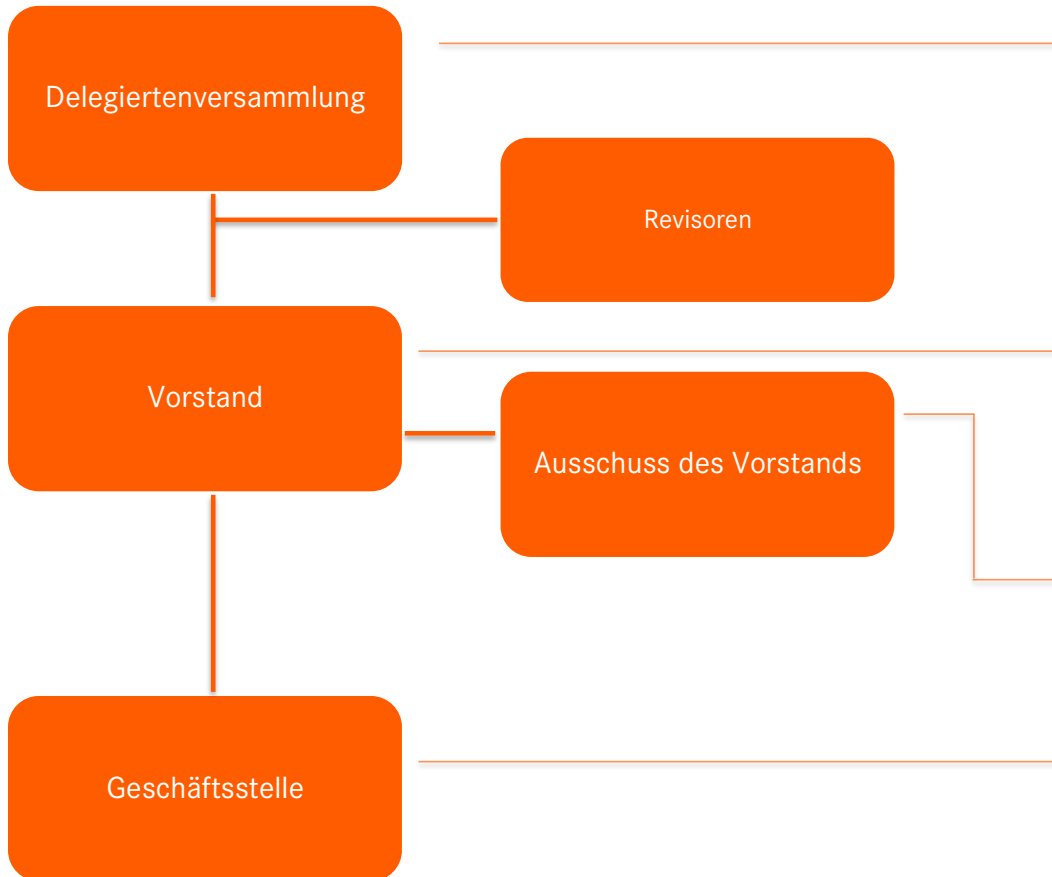 Delegiertenversammlung
Revisoren
Vorstand
Ausschuss des Vorstands
Geschäftsstelle